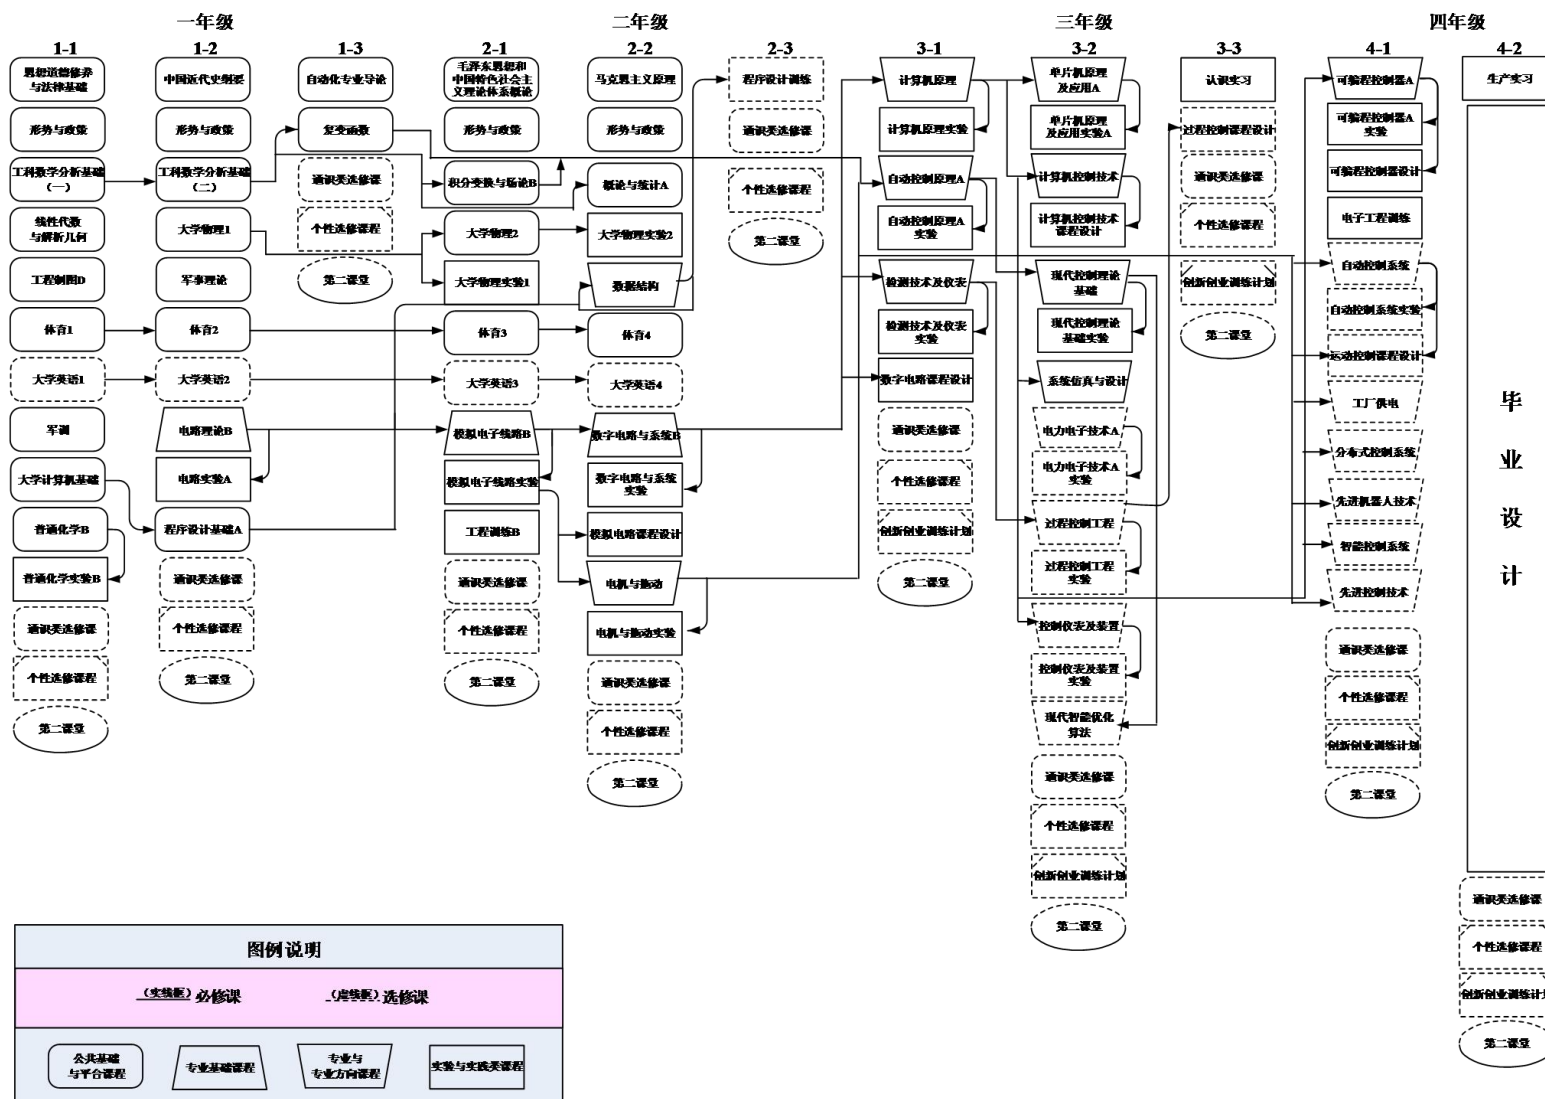 一年级
二年级
三年级
四年级
1-1
思想道德修养
与法律基础
形势与政策
工科数学分析基础
（一）
线性代数
与解析几何
工程制图D
体育1
大学英语1
军训
大学计算机基础
普通化学B
普通化学实验B
通识类选修课
个性选修课程
第二课堂
1-2
中国近代史纲要
形势与政策
工科数学分析基础
（二）
大学物理1
军事理论
体育2
大学英语2
电路理论B
电路实验A
程序设计基础A
通识类选修课
个性选修课程
第二课堂
1-3
自动化专业导论
复变函数
通识类选修课
个性选修课程
第二课堂
2-1
毛泽东思想和
中国特色社会主
义理论体系概论
形势与政策
积分变换与场论B
大学物理2
大学物理实验1
体育3
大学英语3
模拟电子线路B
模拟电子线路实验
工程训练B
通识类选修课
个性选修课程
第二课堂
2-2
马克思主义原理
形势与政策
概论与统计A
大学物理实验2
数据结构
体育4
大学英语4
数字电路与系统B
数字电路与系统
实验
模拟电路课程设计
电机与拖动
电机与拖动实验
通识类选修课
个性选修课程
第二课堂
2-3
程序设计训练
通识类选修课
个性选修课程
第二课堂
3-1
计算机原理
计算机原理实验
自动控制原理A
自动控制原理A
实验
检测技术及仪表
检测技术及仪表
实验
数字电路课程设计
通识类选修课
个性选修课程
创新创业训练计划
第二课堂
3-2
单片机原理
及应用A
单片机原理
及应用实验A
计算机控制技术
计算机控制技术
课程设计
现代控制理论
基础
现代控制理论
基础实验
系统仿真与设计
电力电子技术A
电力电子技术A
实验
过程控制工程
过程控制工程
实验
控制仪表及装置
控制仪表及装置
实验
现代智能优化
算法
通识类选修课
个性选修课程
创新创业训练计划
第二课堂
3-3
认识实习
过程控制课程设计
通识类选修课
个性选修课程
创新创业训练计划
第二课堂
4-1
可编程控制器A
可编程控制器A
实验
可编程控制器设计
电子工程训练
自动控制系统
自动控制系统实验
运动控制课程设计
工厂供电
分布式控制系统
先进机器人技术
智能控制系统
先进控制技术
通识类选修课
个性选修课程
创新创业训练计划
第二课堂
4-2
生产实习
毕
业
设
计
通识类选修课
个性选修课程
创新创业训练计划
第二课堂
图例说明
（实线框）必修课
（虚线框）选修课
公共基础
与平台课程
专业基础课程
专业与
专业方向课程
实验与实践类课程